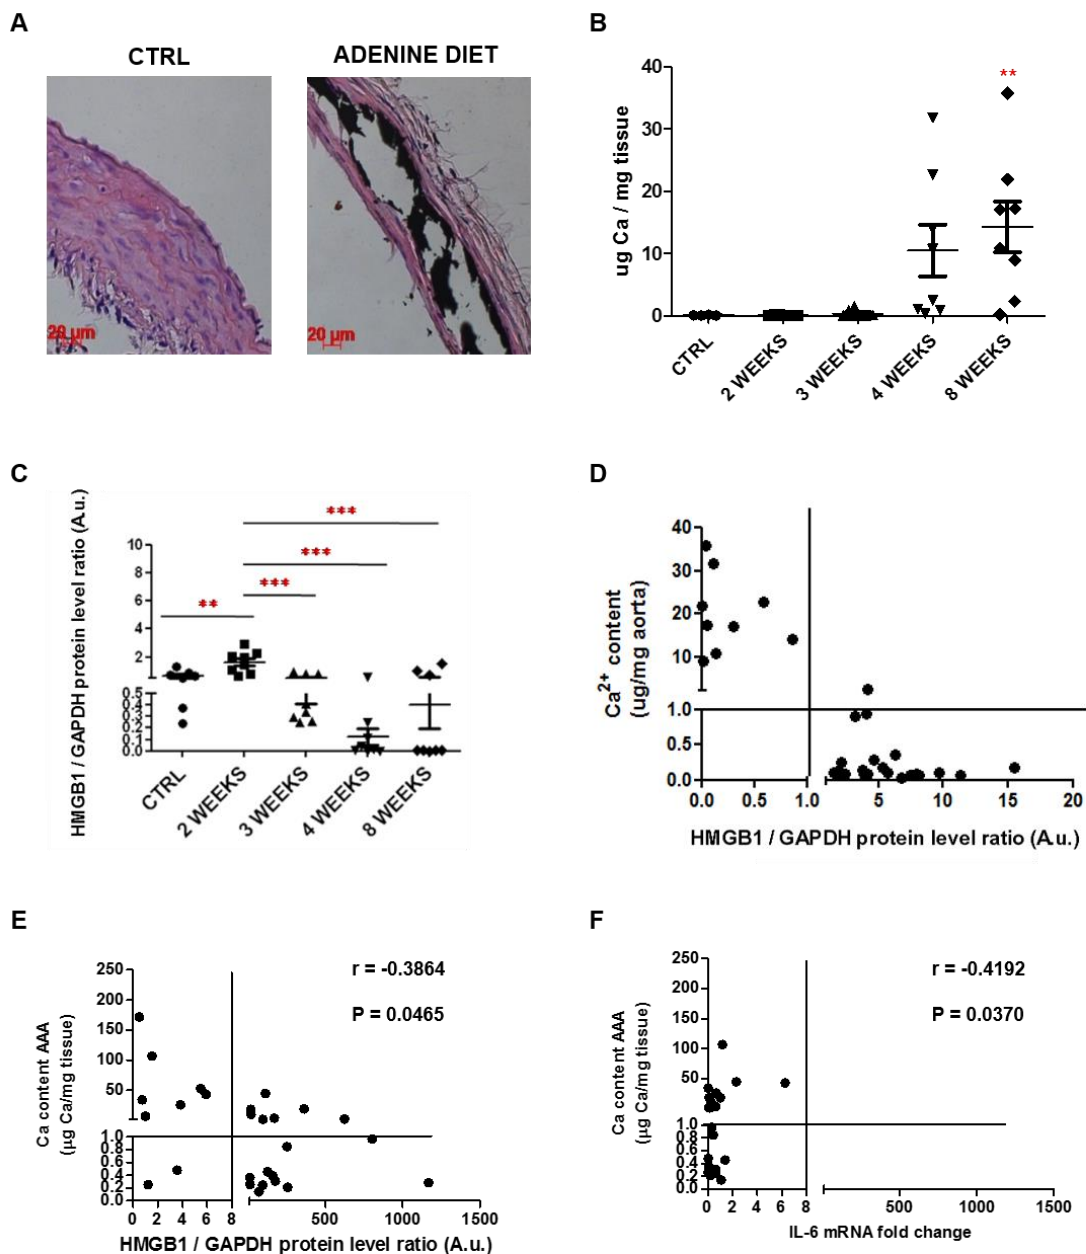 A
CTRL
ADENINE DIET
20 µm
20 µm
B
ug Ca / mg tissue
40
30
20
10
0
**
CTRL
2 WEEKS
3 WEEKS
4 WEEKS
8 WEEKS
C
HMGB1 / GAPDH protein level ratio (A.u.)
10
8
6
4
2
0.5
0.4
0.3
0.2
0.1
0.0
**
***
***
***
CTRL
2 WEEKS
3 WEEKS
4 WEEKS
8 WEEKS
D
Ca2+ content
(ug/mg aorta)
40
30
20
10
1.0
0.5
0.0
0.0 0.5 1.0 5 10 15 20
HMGB1 / GAPDH protein level ratio (A.u.)
E
Ca content AAA
(µg Ca/mg tissue)
250
200
150
100
50
1.0
0.8
0.6
0.4
0.2
0.0
r = -0.3864
P = 0.0465
0 2 4 6 8 500 1000 1500
HMGB1 / GAPDH protein level ratio (A.u.)
F
Ca content AAA
(µg Ca/mg tissue)
250
200
150
100
50
1.0
0.8
0.6
0.4
0.2
0.0
r = -0.4192
P = 0.0370
0 2 4 6 8 500 1000 1500
IL-6 mRNA fold change